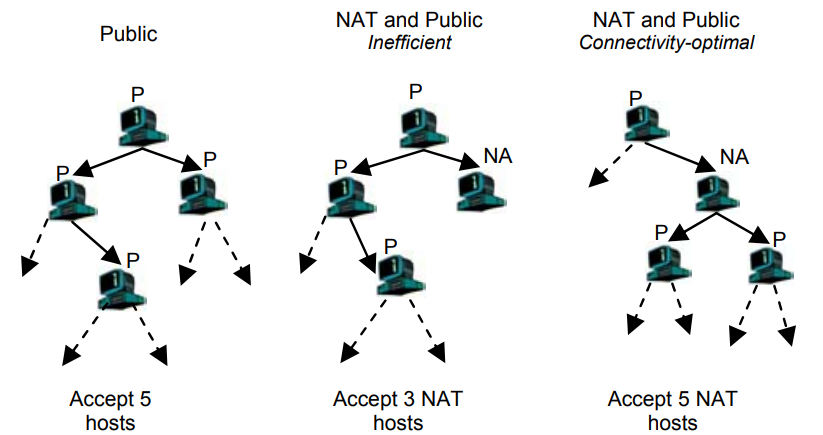 Public
NAT and Public
Inefficient
NAT and Public
Connectivity-optimal
P
P
P
P
P
P
NA
P
P
NA
P
P
Accept 5
hosts
Accept 3 NAT
hosts
Accept 5 NAT
hosts